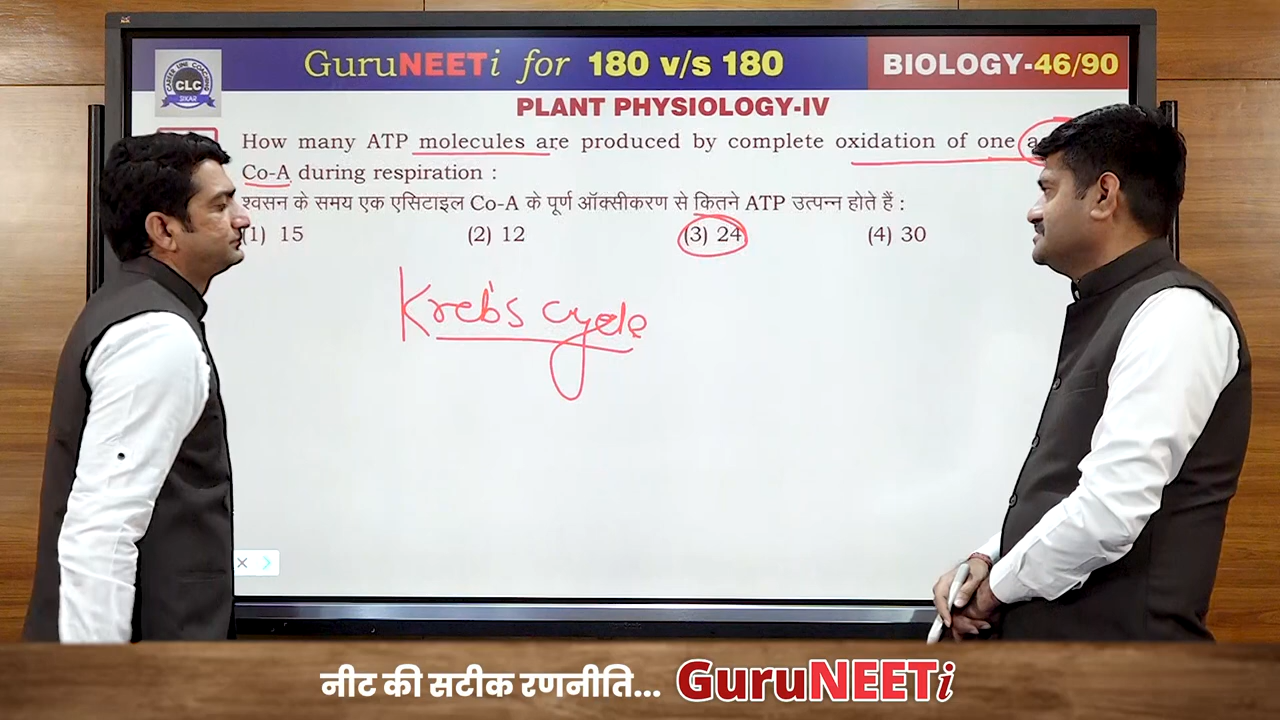 GuruNEETi for 180 v/s 180
BIOLOGY-46/90
CLC
SIKAR
PLANT PHYSIOLOGY-IV
How many ATP molecules are produced by complete oxidation of one
Co-A during respiration :
श्वसन के समय एक एसिटाइल Co-A के पूर्ण ऑक्सीकरण से कितने ATP उत्पन्न होते हैं :
(1) 15 (2) 12 (3) 24 (4) 30
Kreb's cycle
नीट की सटीक रणनीति... GuruNEETi